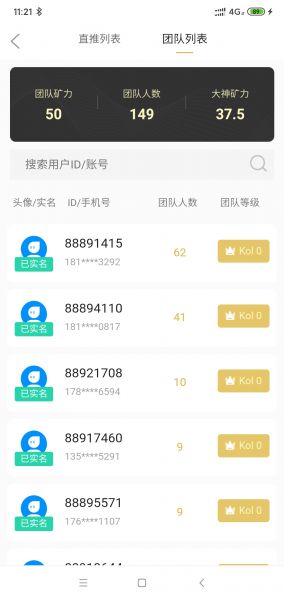 11:21
4G
89
直推列表 团队列表
团队矿力 团队人数 大神矿力
50 149 37.5
搜索用户ID/账号
头像/实名 ID/手机号 团队人数 团队等级
88891415
已实名 181****3292 62 Kol 0
88894110
已实名 181****0817 41 Kol 0
88921708
已实名 178****6594 10 Kol 0
88917460
已实名 135****5291 9 Kol 0
88895571
已实名 176****1107 9 Kol 0